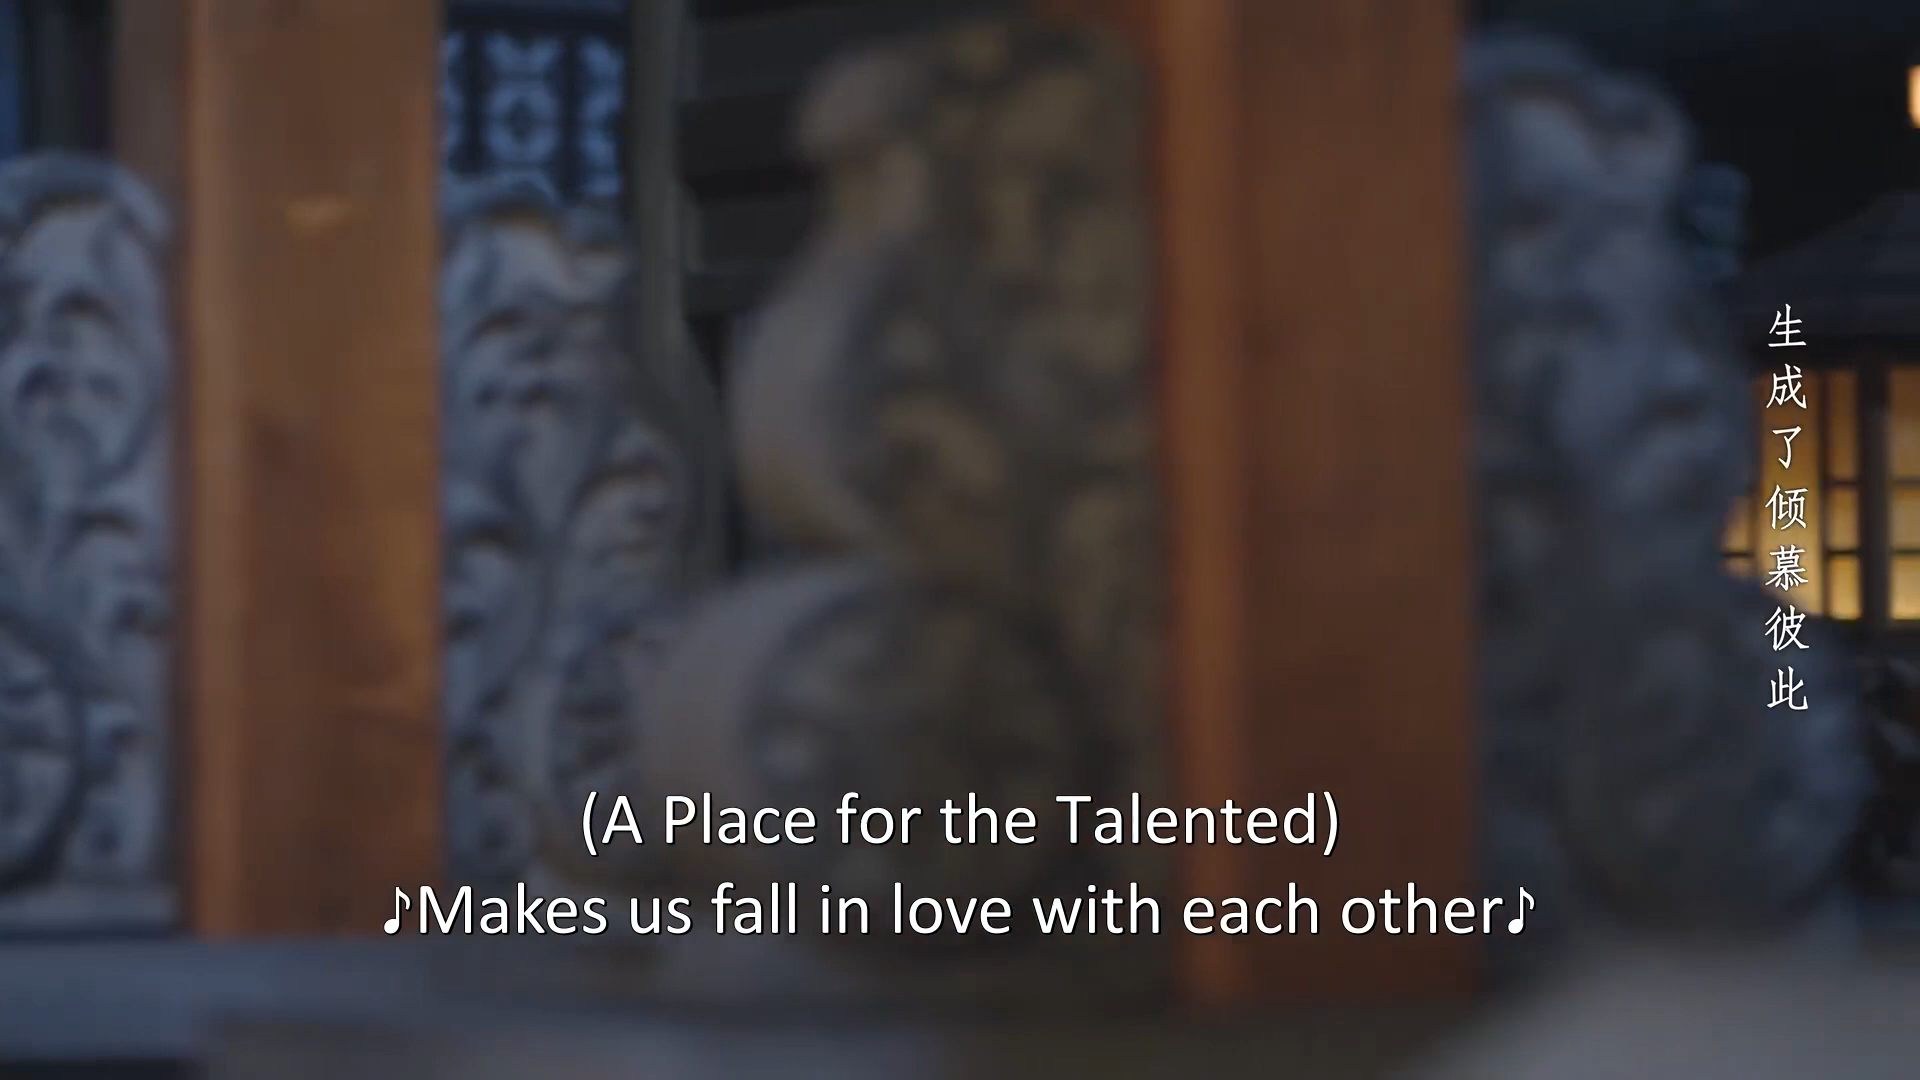 生成了倾慕彼此
(A Place for the Talented)
♪Makes us fall in love with each other♪